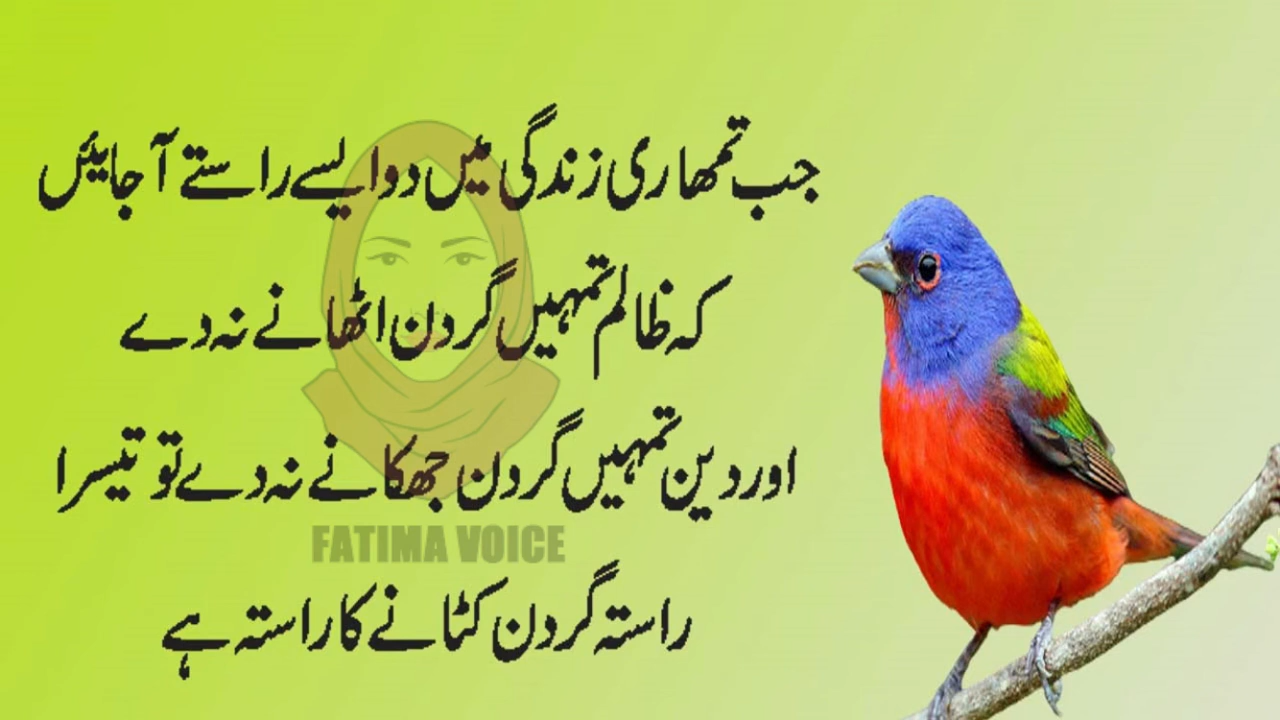 جب تمھاری زندگی میں دو ایسے راستے آ جایئں
کہ ظالم تمہیں گردن اٹھانے نہ دے
اور دین تمہیں گردن جھکانے نہ دے تو تیسرا
FATIMA VOICE
راستہ گردن کٹانے کا راستہ ہے